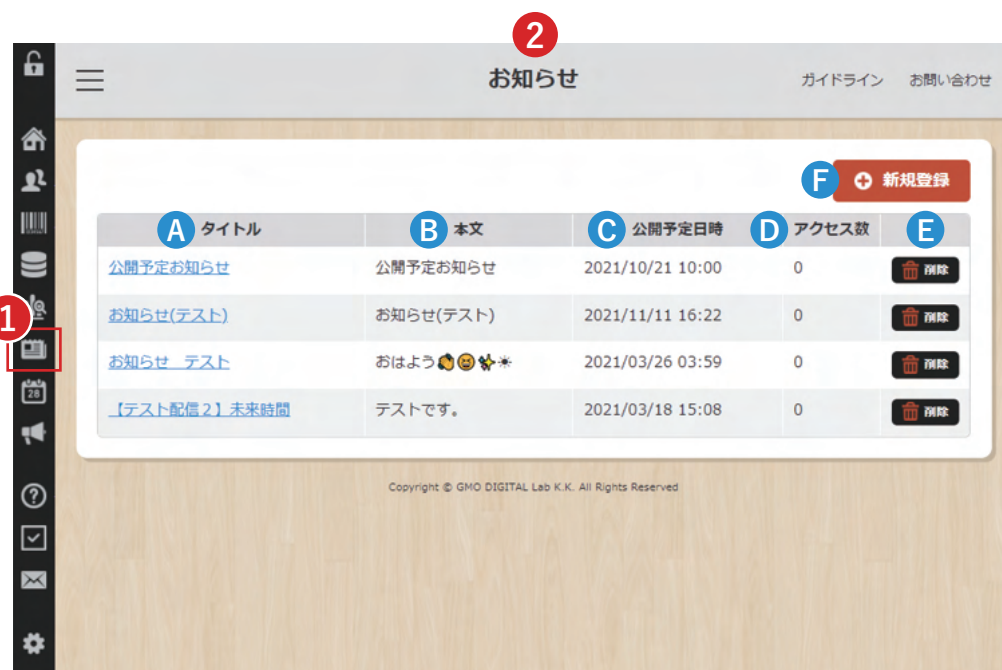 2
お知らせ
ガイドライン お問い合わせ
F 新規登録
A タイトル B 本文 C 公開予定日時 D アクセス数 E
公開予定お知らせ 公開予定お知らせ 2021/10/21 10:00 0 削除
お知らせ(テスト) お知らせ(テスト) 2021/11/11 16:22 0 削除
1
お知らせ　テスト おはよう👏😆✨☀ 2021/03/26 03:59 0 削除
28
【テスト配信２】未来時間 テストです。 2021/03/18 15:08 0 削除
Copyright © GMO DIGITAL Lab K.K. All Rights Reserved